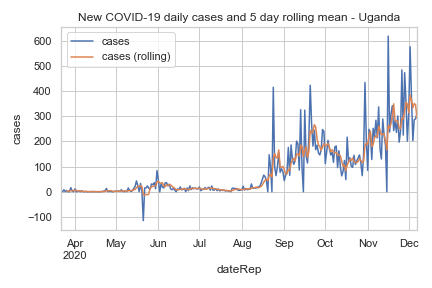 New COVID-19 daily cases and 5 day rolling mean - Uganda
cases
cases (rolling)
600
500
400
300
200
100
0
−100
cases
Apr May Jun Jul Aug Sep Oct Nov Dec
2020
dateRep